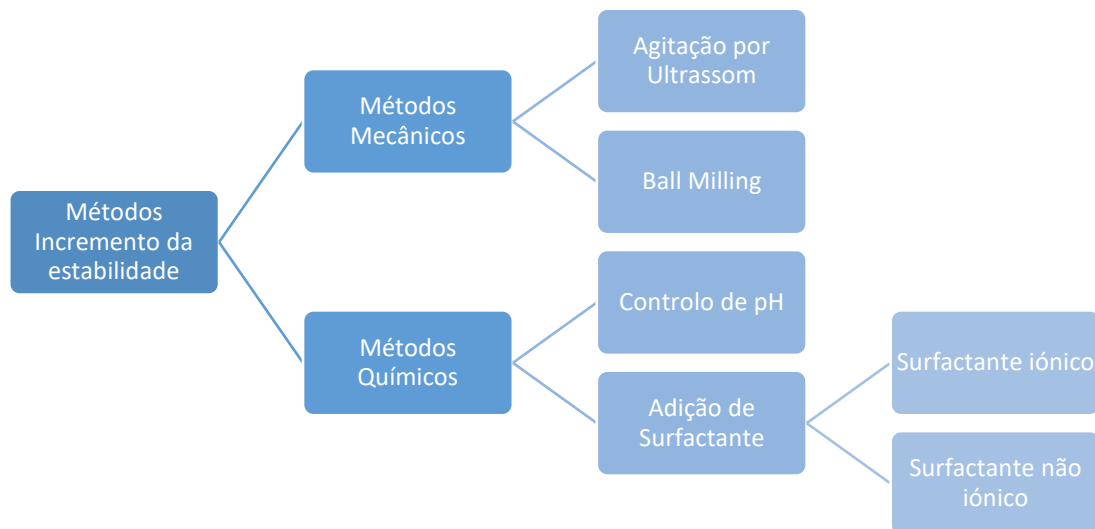 Métodos
Incremento da
estabilidade
Métodos
Mecânicos
Agitação por
Ultrassom
Ball Milling
Métodos
Químicos
Controlo de pH
Adição de
Surfactante
Surfactante iónico
Surfactante não
iónico